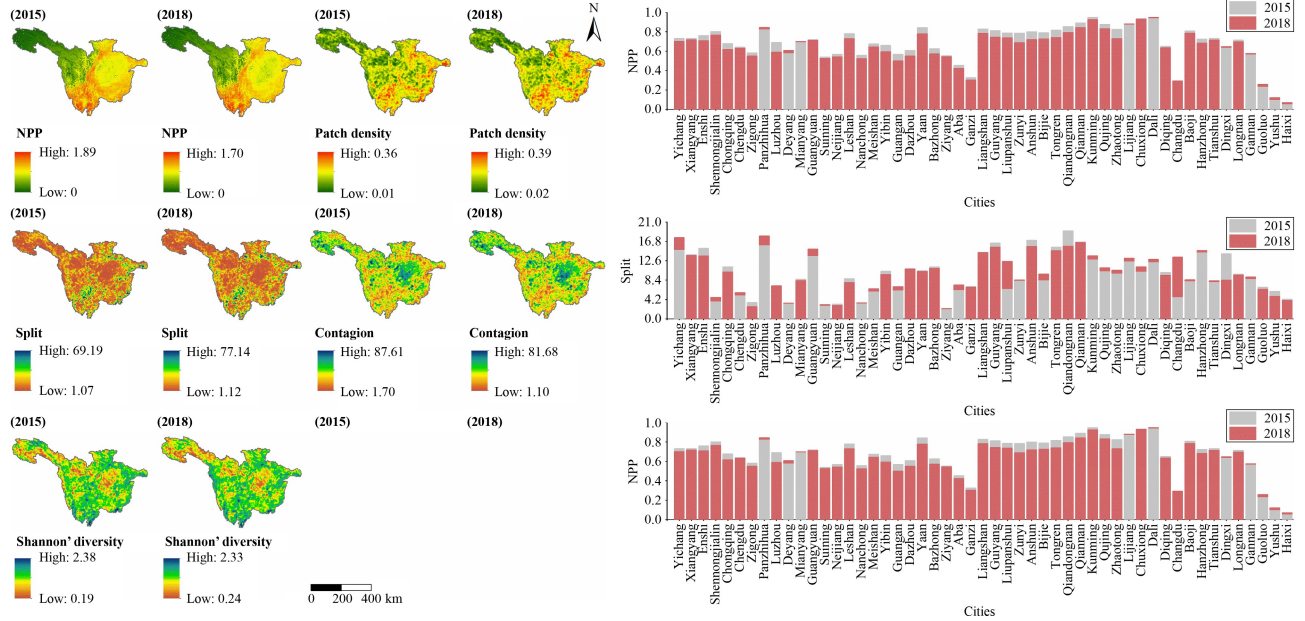 (2015)
(2018)
(2015)
(2018)
N
NPP
High: 1.89
Low: 0
NPP
High: 1.70
Low: 0
Patch density
High: 0.36
Low: 0.01
Patch density
High: 0.39
Low: 0.02
(2015)
(2018)
(2015)
(2018)
Split
High: 69.19
Low: 1.07
Split
High: 77.14
Low: 1.12
Contagion
High: 87.61
Low: 1.70
Contagion
High: 81.68
Low: 1.10
(2015)
(2018)
(2015)
(2018)
Shannon' diversity
High: 2.38
Low: 0.19
Shannon' diversity
High: 2.33
Low: 0.24
0 200 400 km
2015
2018
NPP
1.0
0.8
0.6
0.4
0.2
0.0
Yichang
Xiangyang
Enshi
Shennongjialin
Chongqing
Chengdu
Zigong
Panzhihua
Luzhou
Deyang
Mianyang
Guangyuan
Suining
Neijiang
Leshan
Nanchong
Meishan
Yibin
Guangan
Dazhou
Yaan
Bazhong
Ziyang
Aba
Ganzi
Liangshan
Guiyang
Liupanshui
Zunyi
Anshun
Bijie
Tongren
Qiandongnan
Qiannan
Kunming
Qujing
Zhaotong
Lijiang
Chuxiong
Dali
Diqing
Changdu
Baoji
Hanzhong
Tianshui
Dingxi
Longnan
Gannan
Guoluo
Yushu
Haixi
Cities
2015
2018
Split
21.0
16.8
12.6
8.4
4.2
0.0
Yichang
Xiangyang
Enshi
Shennongjialin
Chongqing
Chengdu
Zigong
Panzhihua
Luzhou
Deyang
Mianyang
Guangyuan
Suining
Neijiang
Leshan
Nanchong
Meishan
Yibin
Guangan
Dazhou
Yaan
Bazhong
Ziyang
Aba
Ganzi
Liangshan
Guiyang
Liupanshui
Zunyi
Anshun
Bijie
Tongren
Qiandongnan
Qiannan
Kunming
Qujing
Zhaotong
Lijiang
Chuxiong
Dali
Diqing
Changdu
Baoji
Hanzhong
Tianshui
Dingxi
Longnan
Gannan
Guoluo
Yushu
Haixi
Cities
2015
2018
NPP
1.0
0.8
0.6
0.4
0.2
0.0
Yichang
Xiangyang
Enshi
Shennongjialin
Chongqing
Chengdu
Zigong
Panzhihua
Luzhou
Deyang
Mianyang
Guangyuan
Suining
Neijiang
Leshan
Nanchong
Meishan
Yibin
Guangan
Dazhou
Yaan
Bazhong
Ziyang
Aba
Ganzi
Liangshan
Guiyang
Liupanshui
Zunyi
Anshun
Bijie
Tongren
Qiandongnan
Qiannan
Kunming
Qujing
Zhaotong
Lijiang
Chuxiong
Dali
Diqing
Changdu
Baoji
Hanzhong
Tianshui
Dingxi
Longnan
Gannan
Guoluo
Yushu
Haixi
Cities